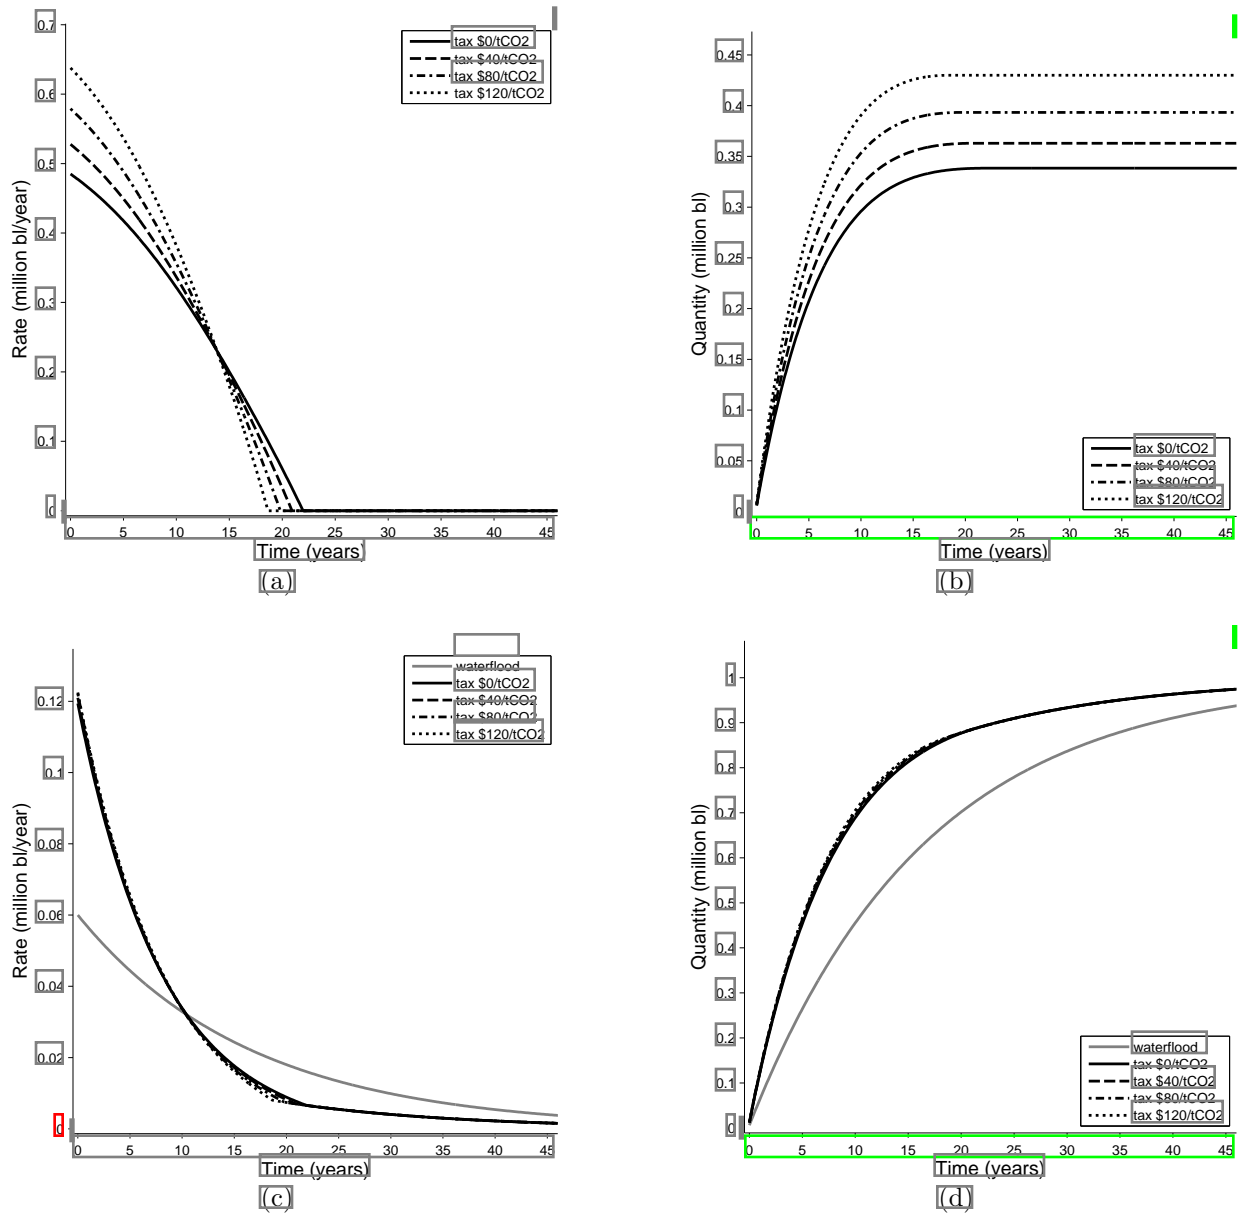 0.7
0.6
0.5
0.4
0.3
0.2
0.1
0
Rate (million bl/year)
tax $0/tCO2
tax $40/tCO2
tax $80/tCO2
tax $120/tCO2
0 5 10 15 20 25 30 35 40 45
Time (years)
(a)
0.45
0.4
0.35
0.3
0.25
0.2
0.15
0.1
0.05
0
Quantity (million bl)
tax $0/tCO2
tax $40/tCO2
tax $80/tCO2
tax $120/tCO2
0 5 10 15 20 25 30 35 40 45
Time (years)
(b)
0.12
0.1
0.08
0.06
0.04
0.02
0
Rate (million bl/year)
waterflood
tax $0/tCO2
tax $40/tCO2
tax $80/tCO2
tax $120/tCO2
0 5 10 15 20 25 30 35 40 45
Time (years)
(c)
1
0.9
0.8
0.7
0.6
0.5
0.4
0.3
0.2
0.1
0
Quantity (million bl)
waterflood
tax $0/tCO2
tax $40/tCO2
tax $80/tCO2
tax $120/tCO2
0 5 10 15 20 25 30 35 40 45
Time (years)
(d)